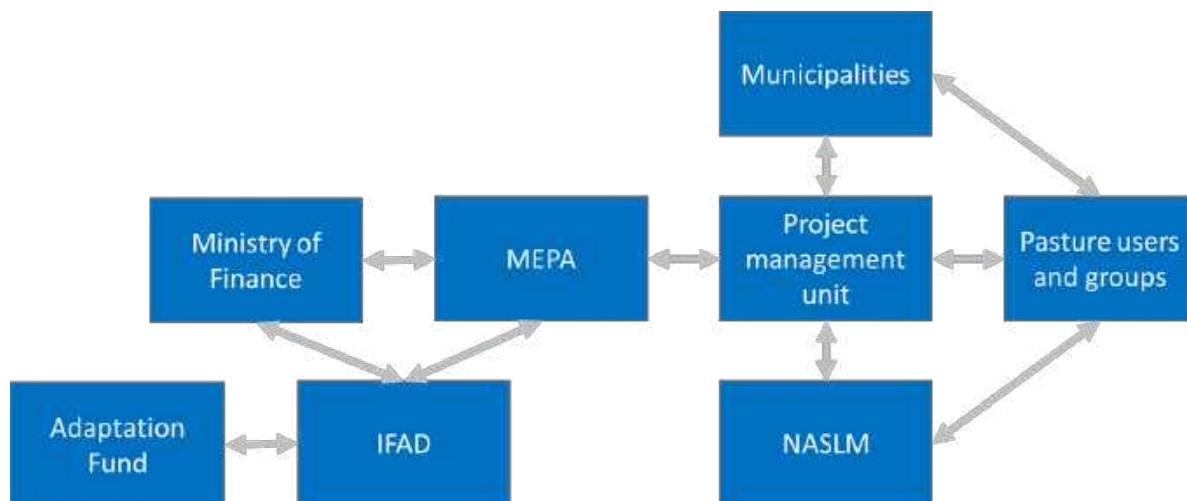 Municipalities
Ministry of
Finance
MEPA
Project
management
unit
Pasture users
and groups
Adaptation
Fund
IFAD
NASLM